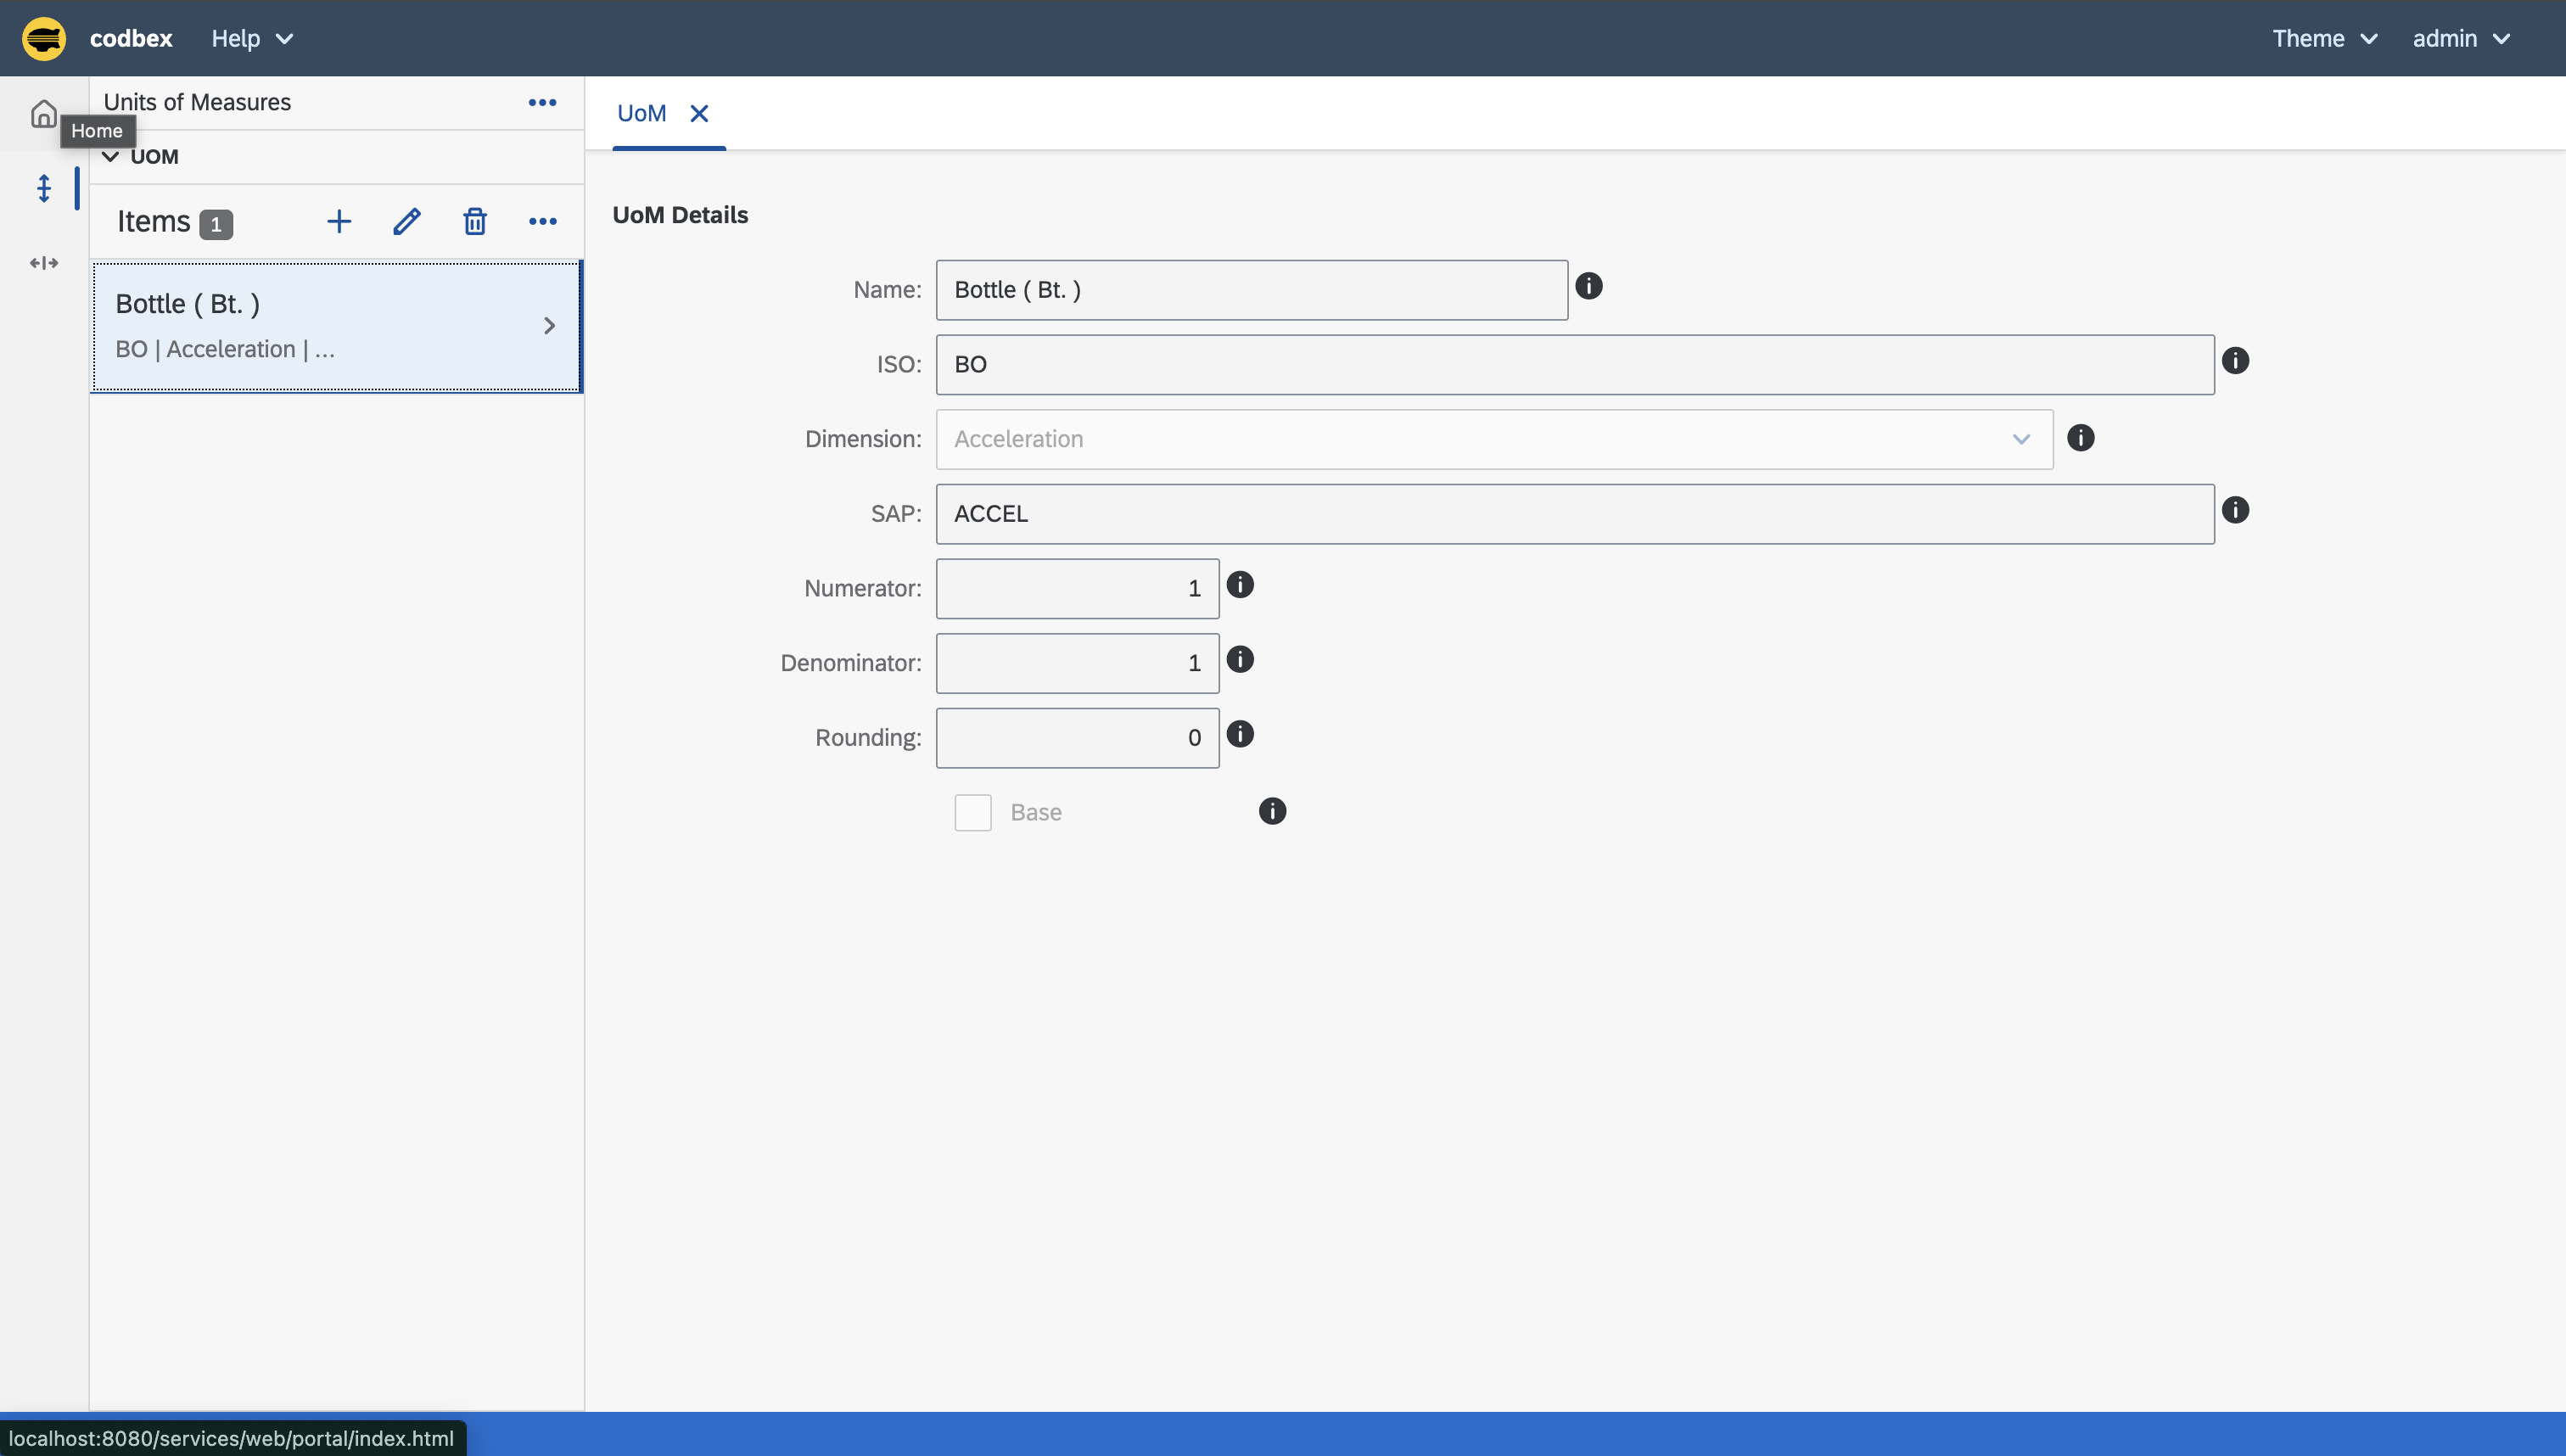 codbex Help Theme admin
Units of Measures
Home
UOM
Items 1
Bottle ( Bt. )
BO | Acceleration | ...
UoM
UoM Details
Name: Bottle ( Bt. )
ISO: BO
Dimension: Acceleration
SAP: ACCEL
Numerator: 1
Denominator: 1
Rounding: 0
Base
localhost:8080/services/web/portal/index.html